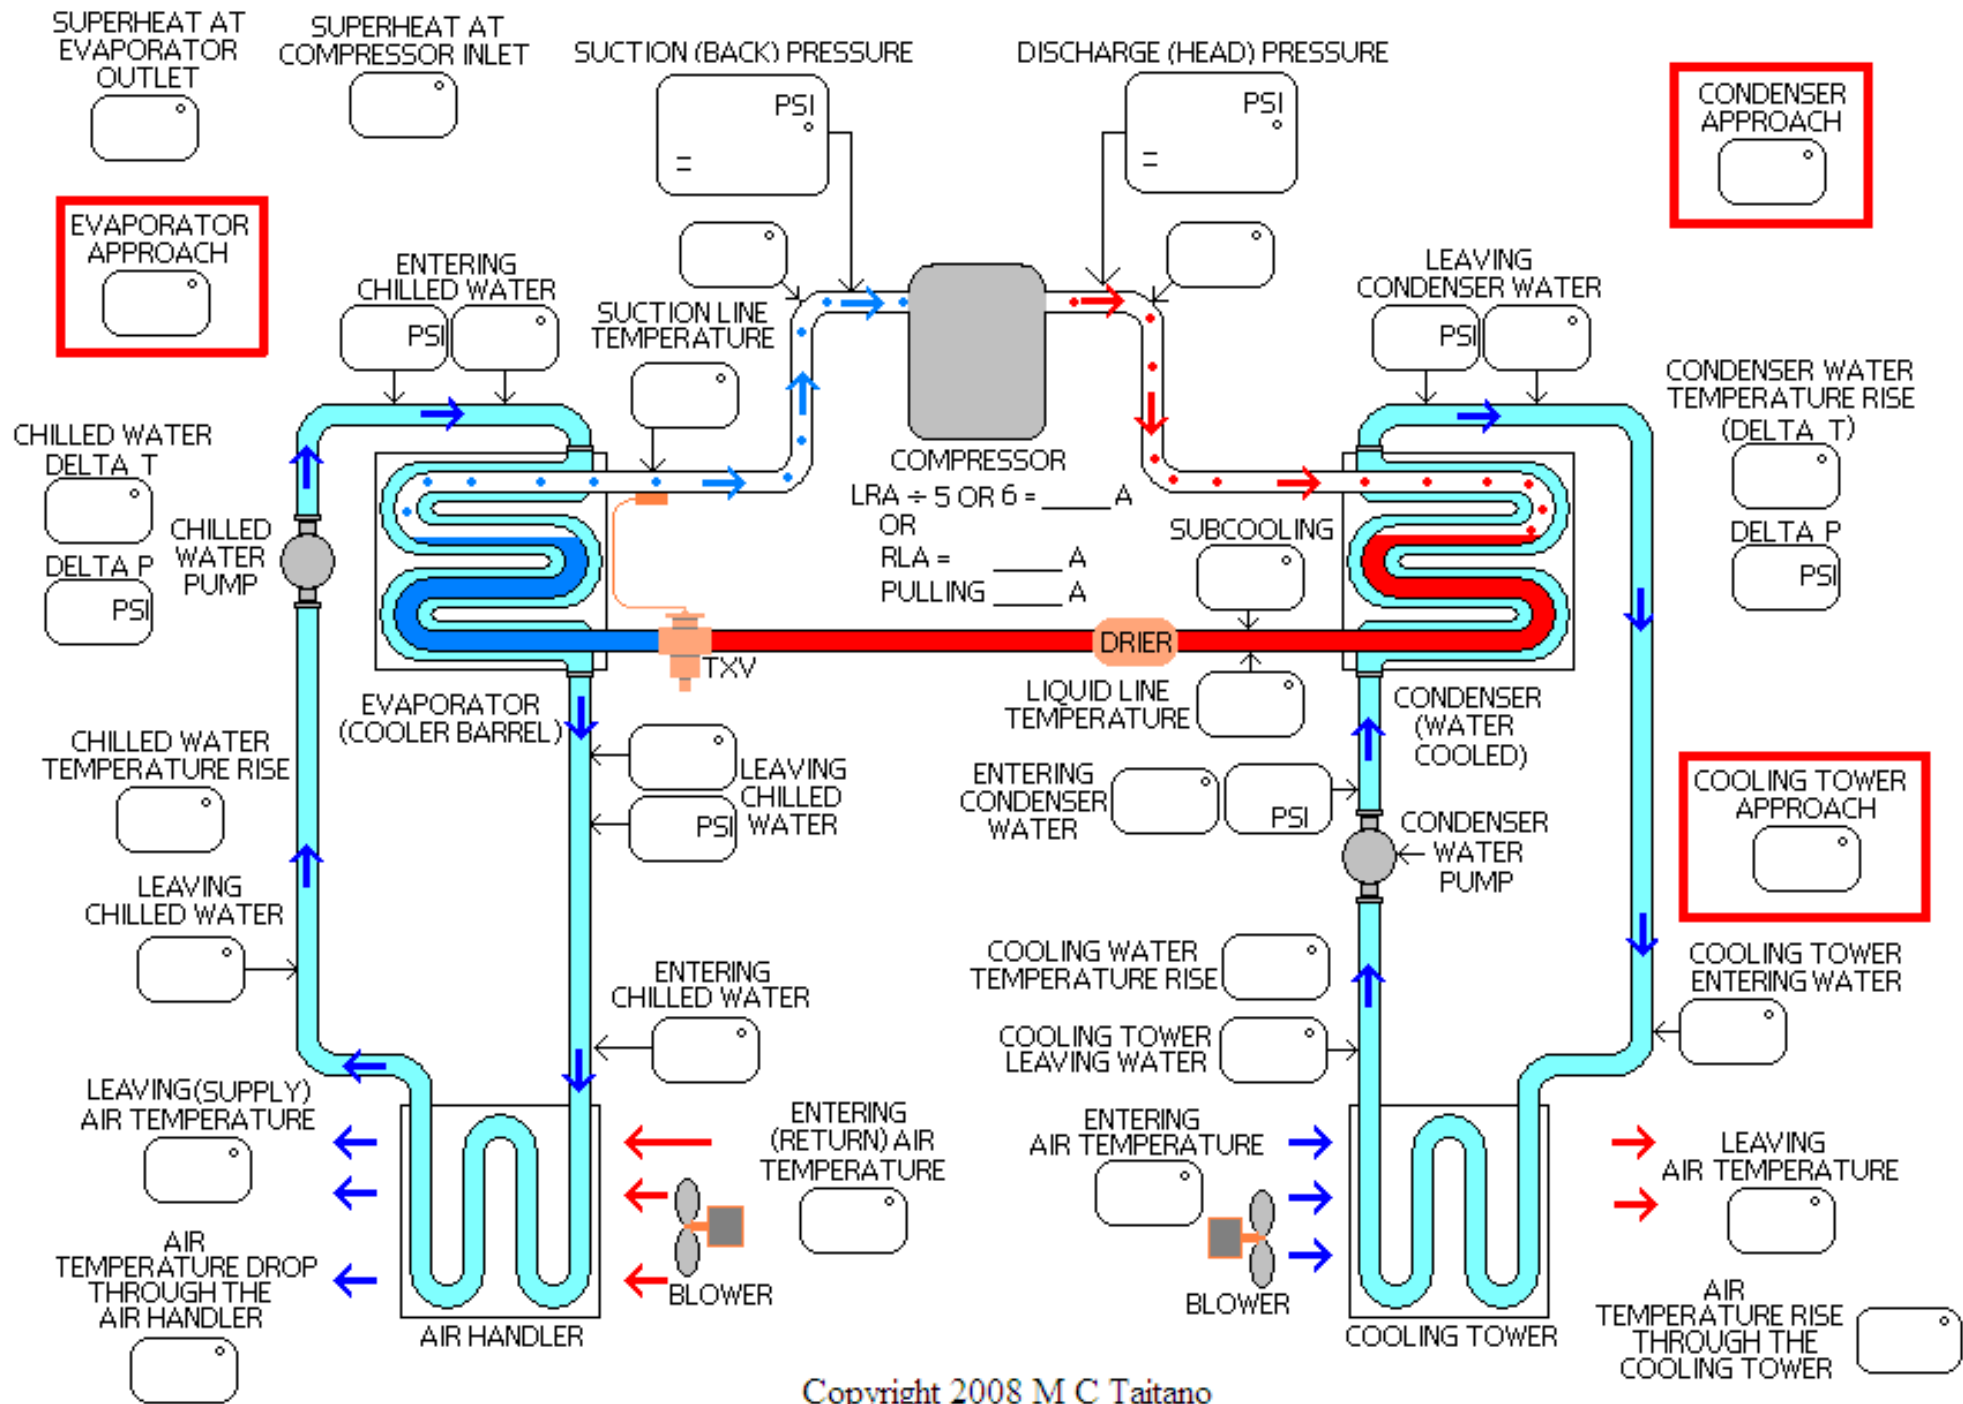 SUPERHEAT AT
EVAPORATOR
OUTLET
SUPERHEAT AT
COMPRESSOR INLET
SUCTION (BACK) PRESSURE
PSI
=
DISCHARGE (HEAD) PRESSURE
PSI
=
CONDENSER
APPROACH
EVAPORATOR
APPROACH
ENTERING
CHILLED WATER
PSI
SUCTION LINE
TEMPERATURE
LEAVING
CONDENSER WATER
PSI
CONDENSER WATER
TEMPERATURE RISE
(DELTA T)
DELTA P
PSI
CHILLED WATER
DELTA T
DELTA P
PSI
CHILLED
WATER
PUMP
COMPRESSOR
LRA ÷ 5 OR 6 = _____ A
OR
RLA = _____ A
PULLING _____ A
SUBCOOLING
DRIER
TXV
LIQUID LINE
TEMPERATURE
EVAPORATOR
(COOLER BARREL)
CONDENSER
(WATER
COOLED)
CHILLED WATER
TEMPERATURE RISE
LEAVING
CHILLED
WATER
PSI
ENTERING
CONDENSER
WATER
PSI
CONDENSER
WATER
PUMP
COOLING TOWER
APPROACH
LEAVING
CHILLED WATER
ENTERING
CHILLED WATER
COOLING WATER
TEMPERATURE RISE
COOLING TOWER
LEAVING WATER
COOLING TOWER
ENTERING WATER
LEAVING (SUPPLY)
AIR TEMPERATURE
ENTERING
(RETURN) AIR
TEMPERATURE
ENTERING
AIR TEMPERATURE
LEAVING
AIR TEMPERATURE
AIR
TEMPERATURE DROP
THROUGH THE
AIR HANDLER
BLOWER
AIR HANDLER
BLOWER
COOLING TOWER
AIR
TEMPERATURE RISE
THROUGH THE
COOLING TOWER
Copyright 2008 M C Taitano